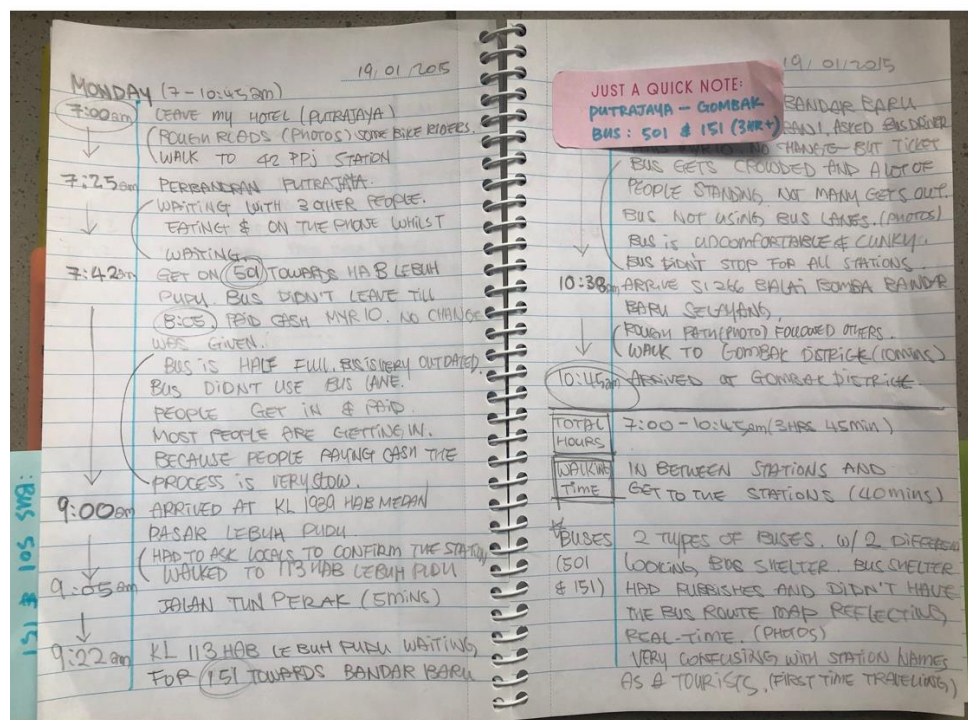 19/01/2015
MONDAY (7-10:45am)
7:00am LEAVE MY HOTEL (PUTRAJAYA)
ROUGH ROADS (PHOTOS) SOME BIKE RIDERS.
WALK TO 42 PPJ STATION
7:25am PERBANDRAN PUTRAJAYA.
WAITING WITH 3 OTHER PEOPLE.
EATING & ON THE PHONE WHILST
WAITING.
7:42am GET ON 501 TOWARDS HAB LEBUH
PUDU. BUS DIDN'T LEAVE TILL
8:05. PAID CASH MYR10. NO CHANGE
WAS GIVEN.
BUS IS HALF FULL. BUS IS VERY OUTDATED.
BUS DIDN'T USE BUS LANE.
PEOPLE GET IN & PAID.
MOST PEOPLE ARE GETTING IN.
BECAUSE PEOPLE PAYING CASH THE
PROCESS IS VERY SLOW.
9:00am ARRIVED AT KL 1989 HAB MEDAN
PASAR LEBUH PUDU.
HAD TO ASK LOCALS TO CONFIRM THE STATION
9:05am WALKED TO 113 HAB LEBUH PUDU
JALAN TUN PERAK (5MINS)
9:22am KL 113 HAB LEBUH PUDU WAITING
FOR 151 TOWARDS BANDAR BARU
BUS 501 & 151
19/01/2015
JUST A QUICK NOTE:
PUTRAJAYA - GOMBAK
BUS: 501 & 151 (3HR+)
BANDAR BARU
ASKED BUS DRIVER
MYR10. NO CHANGE BUT TICKET
BUS GETS CROWDED AND A LOT OF
PEOPLE STANDING, NOT MANY GETS OUT.
BUS NOT USING BUS LANES. (PHOTOS)
BUS IS UNCOMFORTABLE & CLUNKY.
BUS DIDN'T STOP FOR ALL STATIONS.
10:38am ARRIVE S1266 BALAI BOMBA BANDAR
BARU SELAYANG.
ROUGH PATH (PHOTO) FOLLOWED OTHERS.
WALK TO GOMBAK DISTRICK (10MINS)
10:45am ARRIVED AT GOMBAK DISTRICK.
TOTAL HOURS 7:00-10:45am (3HRS 45MIN)
WALKING TIME IN BETWEEN STATIONS AND
GET TO THE STATIONS (40MINS)
*BUSES 2 TYPES OF BUSES. W/ 2 DIFFEREN
(501 LOOKING, BUS SHELTER. BUS SHELTER
& 151) HAD RUBBISHES AND DIDN'T HAVE
THE BUS ROUTE MAP REFLECTING
REAL-TIME. (PHOTOS)
VERY CONFUSING WITH STATION NAMES
AS A TOURISTS. (FIRST TIME TRAVELING)